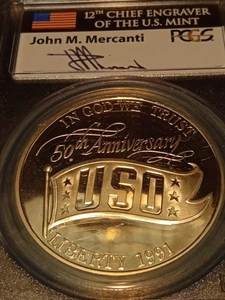 12TH CHIEF ENGRAVER
OF THE U.S. MINT
John M. Mercanti
PCGS
IN GOD WE TRUST
50th Anniversary
USO
LIBERTY 1991